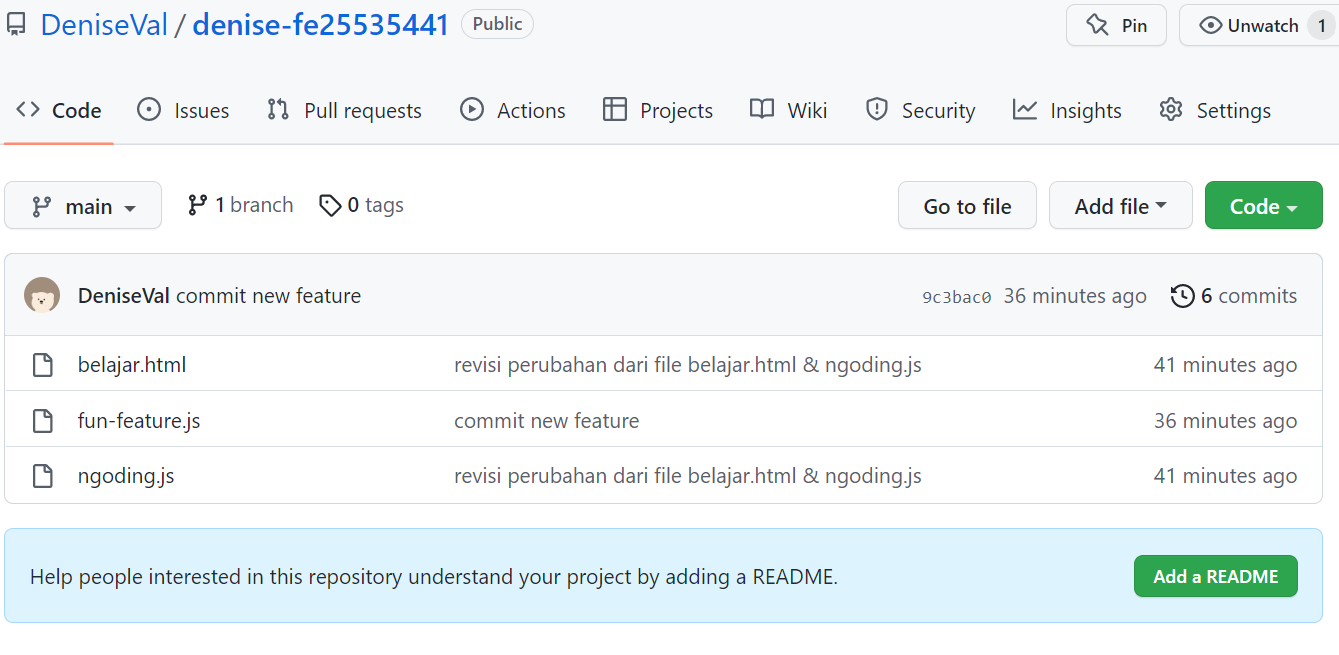 DeniseVal / denise-fe25535441 Public Pin Unwatch 1
Code Issues Pull requests Actions Projects Wiki Security Insights Settings
main 1 branch 0 tags Go to file Add file Code
DeniseVal commit new feature 9c3bac0 36 minutes ago 6 commits
belajar.html revisi perubahan dari file belajar.html & ngoding.js 41 minutes ago
fun-feature.js commit new feature 36 minutes ago
ngoding.js revisi perubahan dari file belajar.html & ngoding.js 41 minutes ago
Help people interested in this repository understand your project by adding a README. Add a README